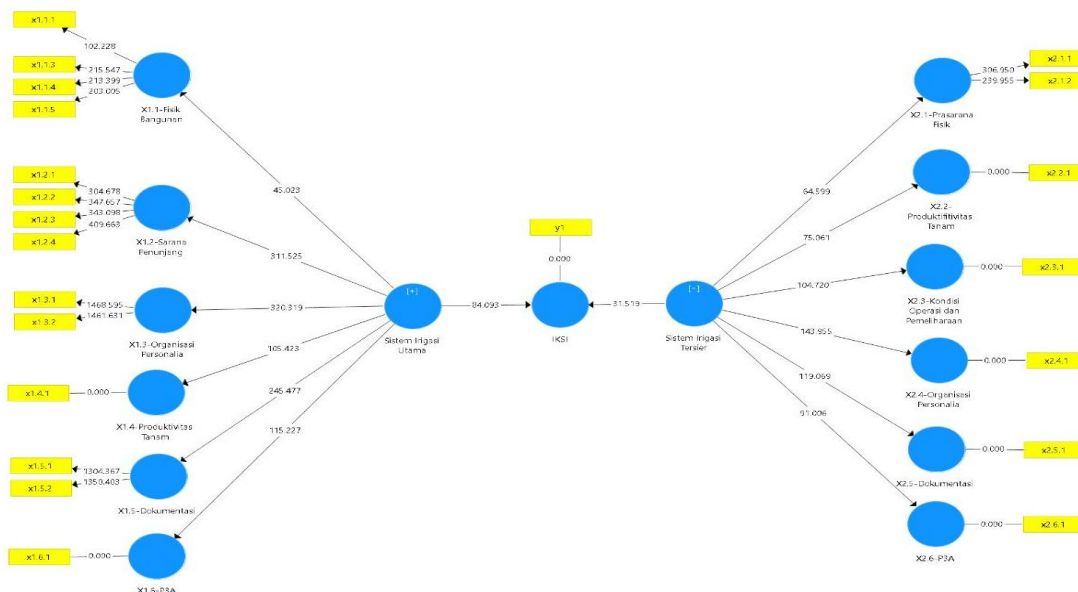 x1.1.1
102.228
x1.1.3
215.547
x1.1.4
213.399
x1.1.5
203.005
X1.1-Fisik
Bangunan
x1.2.1
304.678
x1.2.2
347.657
x1.2.3
343.098
x1.2.4
409.663
X1.2-Sarana
Penunjang
x1.3.1
1468.595
x1.3.2
1461.631
X1.3-Organisasi
Personalia
x1.4.1
0.000
X1.4-Produktivitas
Tanam
x1.5.1
1304.367
x1.5.2
1350.403
X1.5-Dokumentasi
x1.6.1
0.000
X1.6-P3A
45.023
311.525
320.319
105.423
245.477
115.227
[+]
Sistem Irigasi
Utama
84.093
y1
0.000
IKSI
31.519
[+]
Sistem Irigasi
Tersier
64.599
75.061
104.720
143.955
119.069
91.006
x2.1.1
306.950
x2.1.2
239.955
X2.1-Prasarana
Fisik
0.000
x2.2.1
X2.2-
Produktifitivitas
Tanam
0.000
x2.3.1
X2.3-Kondisi
Operasi dan
Pemeliharaan
0.000
x2.4.1
X2.4-Organisasi
Personalia
0.000
x2.5.1
X2.5-Dokumentasi
0.000
x2.6.1
X2.6-P3A